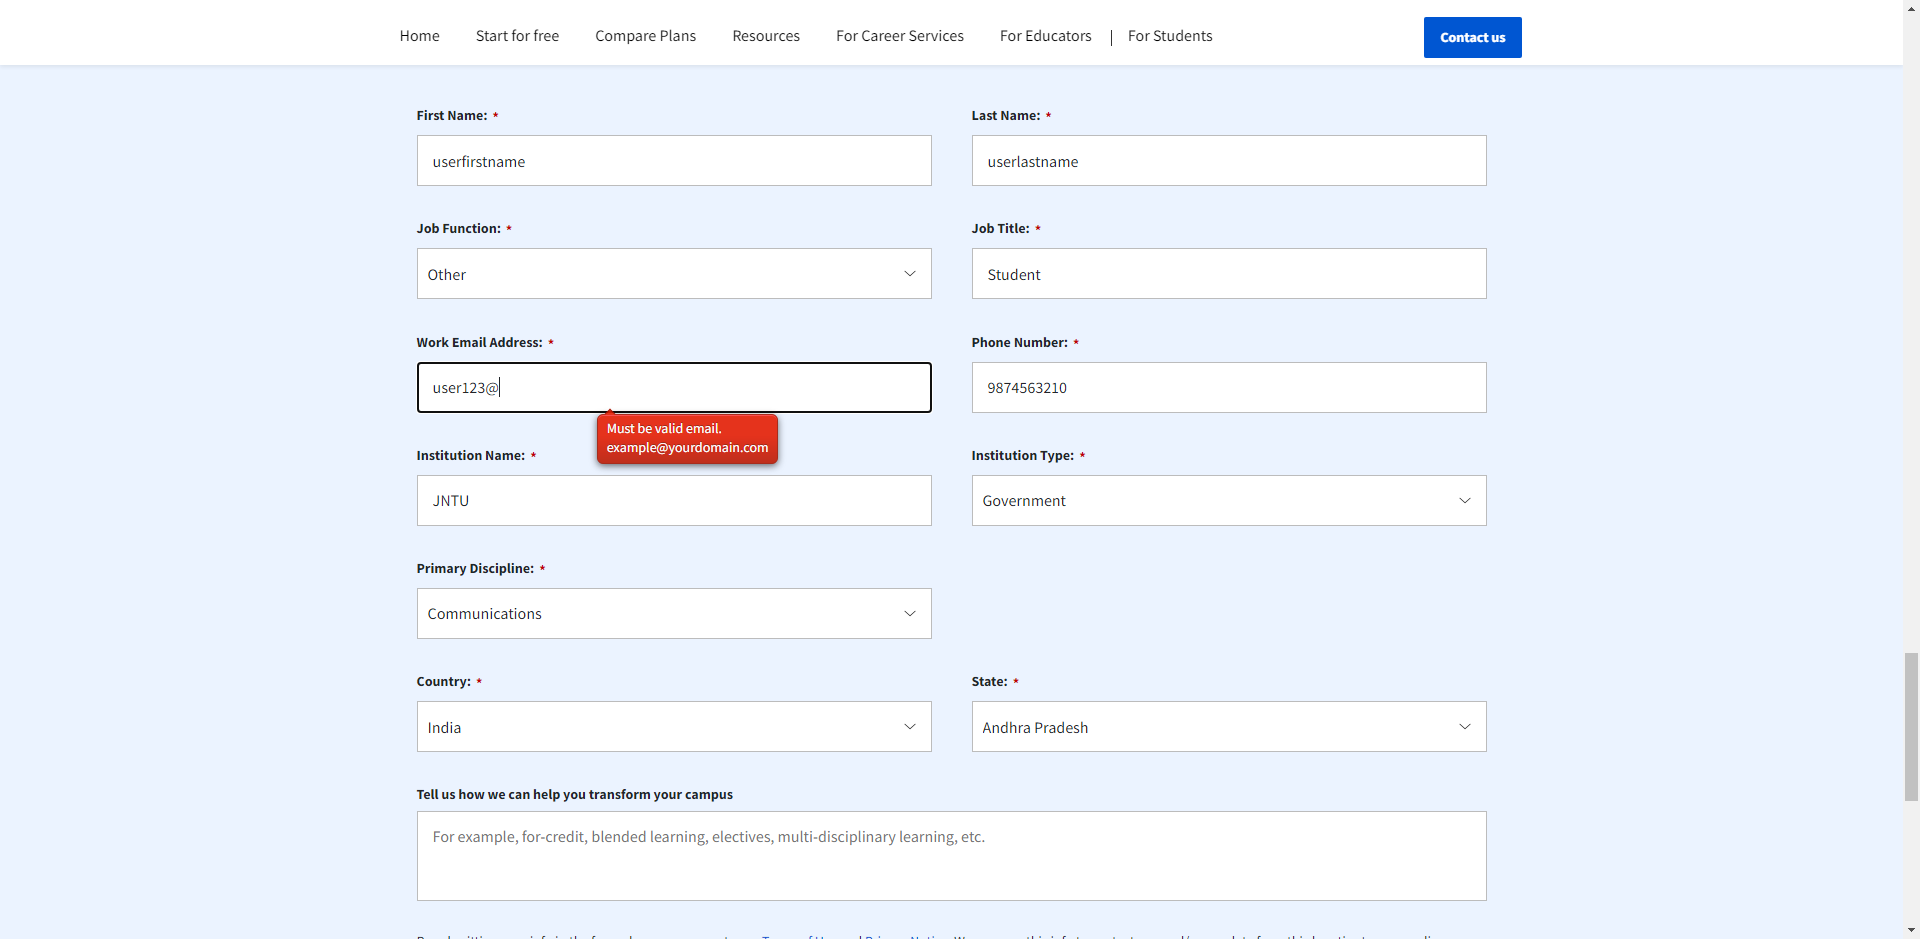 Home Start for free Compare Plans Resources For Career Services For Educators | For Students Contact us
First Name: * Last Name: *
userfirstname userlastname
Job Function: * Job Title: *
Other Student
Work Email Address: * Phone Number: *
user123@ 9874563210
Must be valid email.
example@yourdomain.com
Institution Name: * Institution Type: *
JNTU Government
Primary Discipline: *
Communications
Country: * State: *
India Andhra Pradesh
Tell us how we can help you transform your campus
For example, for-credit, blended learning, electives, multi-disciplinary learning, etc.